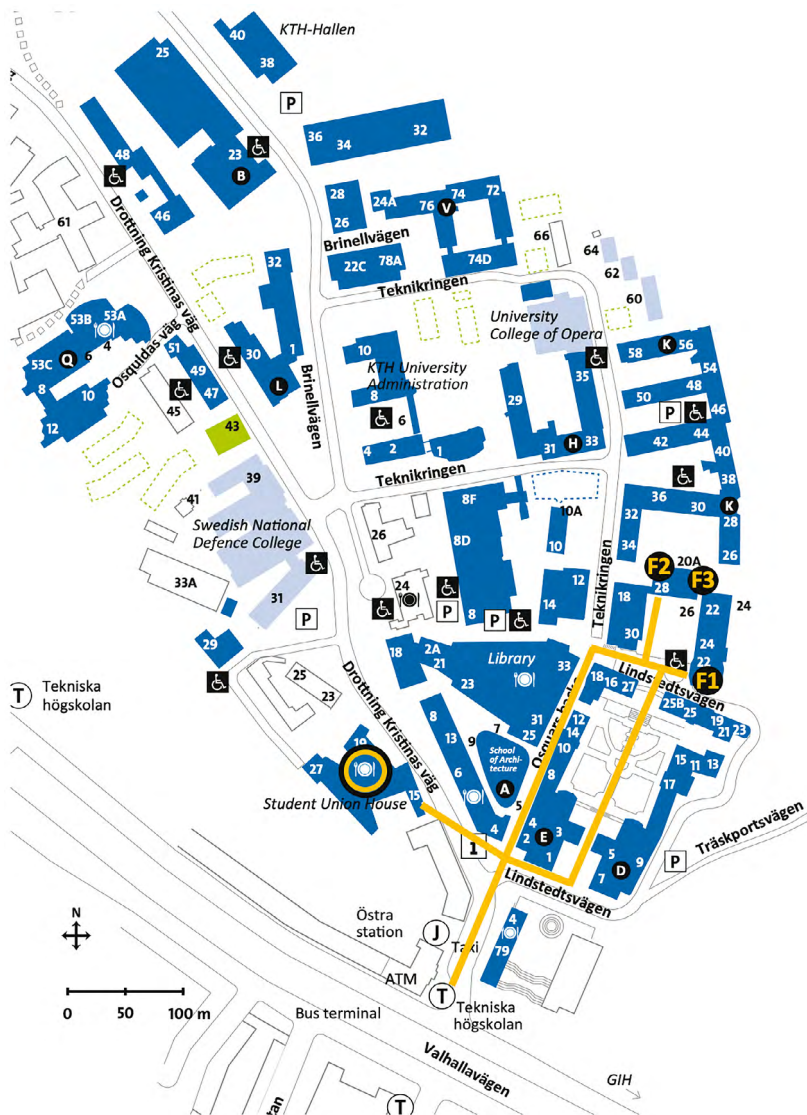 40
KTH-Hallen
25
38
P
36
34
32
23
B
48
28
26
24A
76
V
74
72
46
61
Drottning Kristinas väg
Brinellvägen
66
64
62
60
32
22C
78A
74D
Teknikringen
University
College of Opera
53B
53A
53C
Q
6
4
8
10
12
Osquldas väg
51
49
47
45
30
1
L
Brinellvägen
10
KTH University
Administration
8
6
4
2
1
29
35
31
H
33
58
K
56
54
50
48
P
46
42
44
40
38
43
Teknikringen
39
41
Swedish National
Defence College
33A
31
P
26
8F
8D
10A
10
36
30
K
32
28
34
26
Teknikringen
24
P
8
P
12
14
F2
20A
F3
28
18
26
22
24
30
24
22
F1
29
18
2A
21
Library
23
33
31
25
18
16
27
Lindstedtsvägen
25B
25
19
21
23
T
Tekniska
högskolan
25
23
Drottning Kristinas väg
8
13
6
4
9
7
School
of Archi-
tecture
A
5
Osquars backe
12
14
10
8
4
2
E
3
1
15
11
13
17
19
27
Student Union House
15
1
5
D
9
7
P
Träskportsvägen
Lindstedtsvägen
N
Östra
station
J
Taxi
4
79
ATM
T
Tekniska
högskolan
0
50
100 m
Bus terminal
Valhallavägen
GIH
tan
T